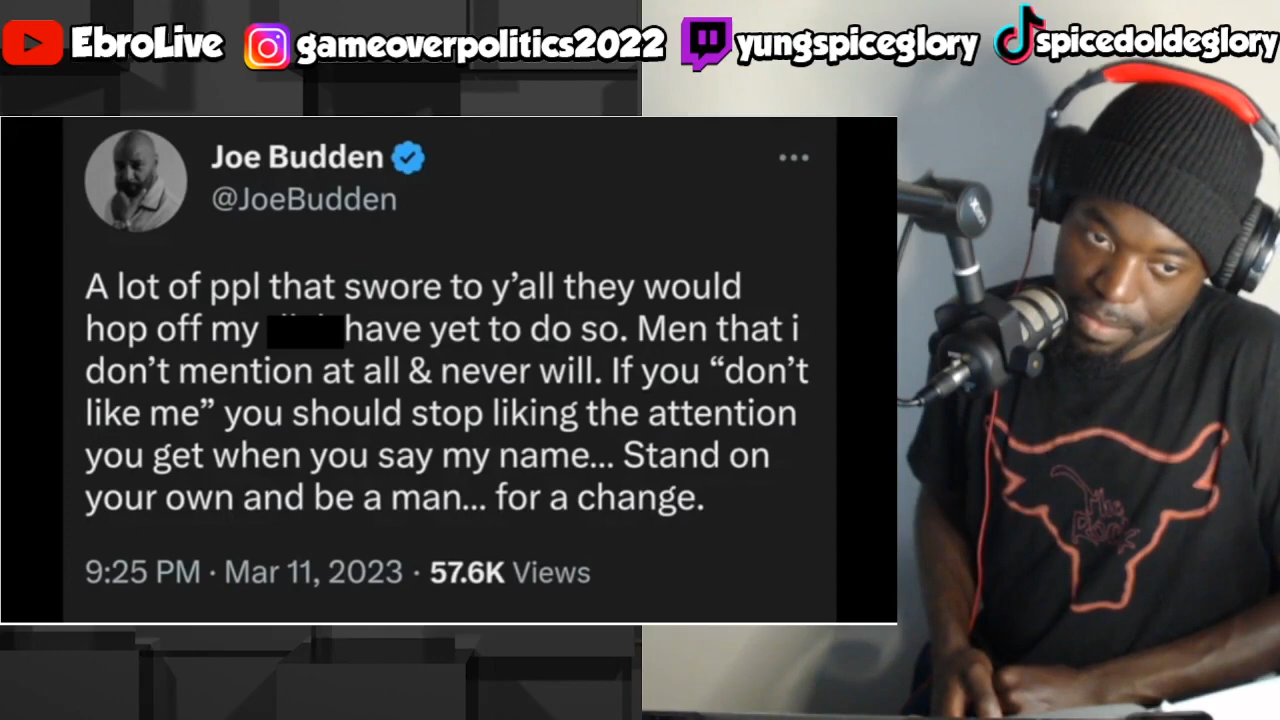 EbroLive gameoverpolitics2022 yungspiceglory spicedoldeglory
Joe Budden
@JoeBudden
A lot of ppl that swore to y’all they would
hop off my have yet to do so. Men that i
don’t mention at all & never will. If you “don’t
like me” you should stop liking the attention
you get when you say my name... Stand on
your own and be a man... for a change.
9:25 PM · Mar 11, 2023 · 57.6K Views
The
Rock